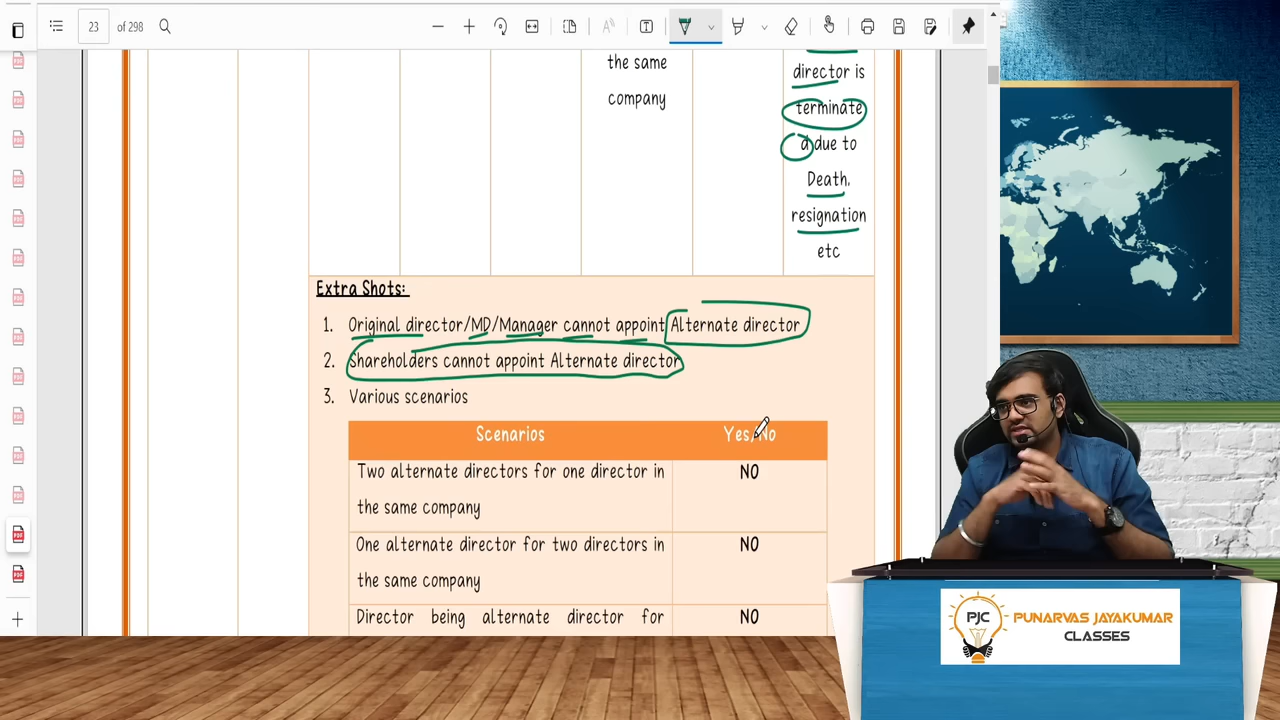 23
of 298
the same
company
director is
terminate
d due to
Death,
resignation
etc
Extra Shots:
1. Original director/MD/Manager cannot appoint Alternate director
2. Shareholders cannot appoint Alternate director
3. Various scenarios
Scenarios Yes/No
Two alternate directors for one director in NO
the same company
One alternate director for two directors in NO
the same company
Director being alternate director for NO
PJC
PUNARVAS JAYAKUMAR
CLASSES